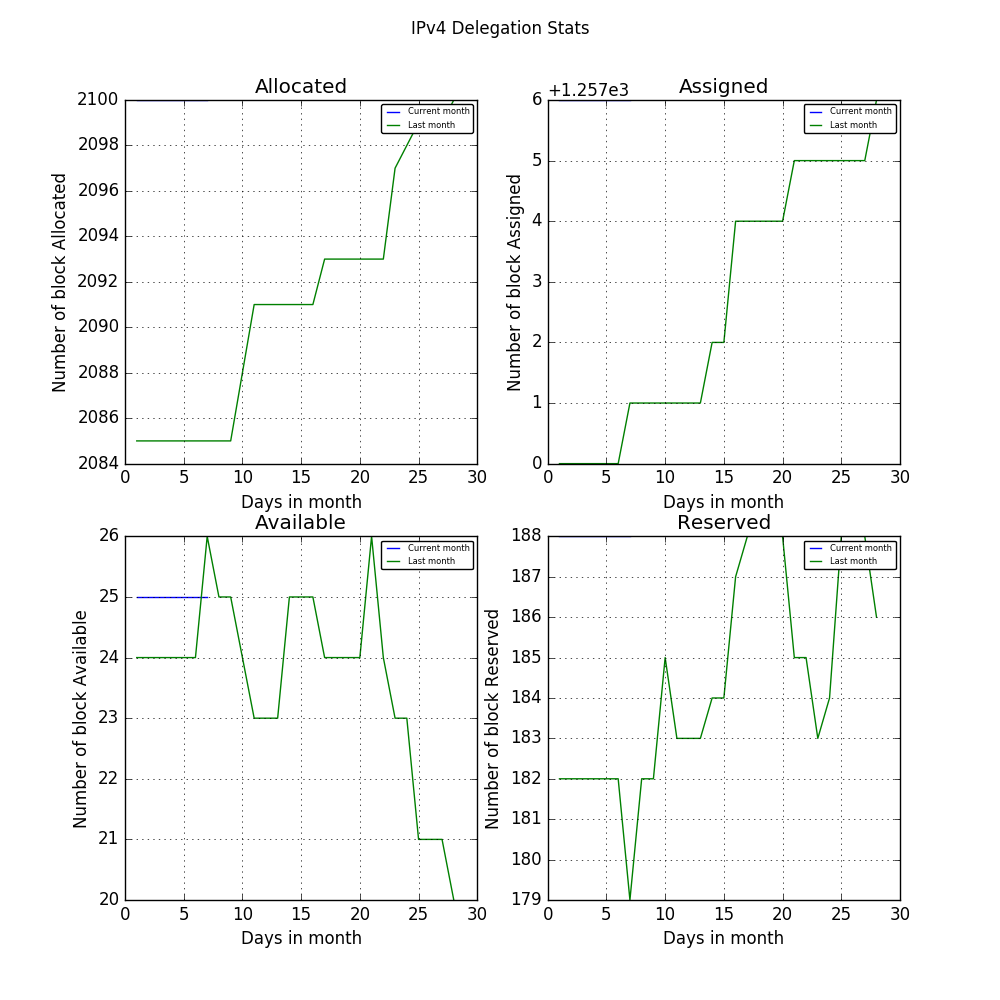 IPv4 Delegation Stats
Allocated
2100
2098
2096
2094
2092
2090
2088
2086
2084
Number of block Allocated
0 5 10 15 20 25 30
Days in month
Current month
Last month
+1.257e3
Assigned
6
5
4
3
2
1
0
Number of block Assigned
0 5 10 15 20 25 30
Days in month
Current month
Last month
Available
26
25
24
23
22
21
20
Number of block Available
0 5 10 15 20 25 30
Days in month
Current month
Last month
Reserved
188
187
186
185
184
183
182
181
180
179
Number of block Reserved
0 5 10 15 20 25 30
Days in month
Current month
Last month